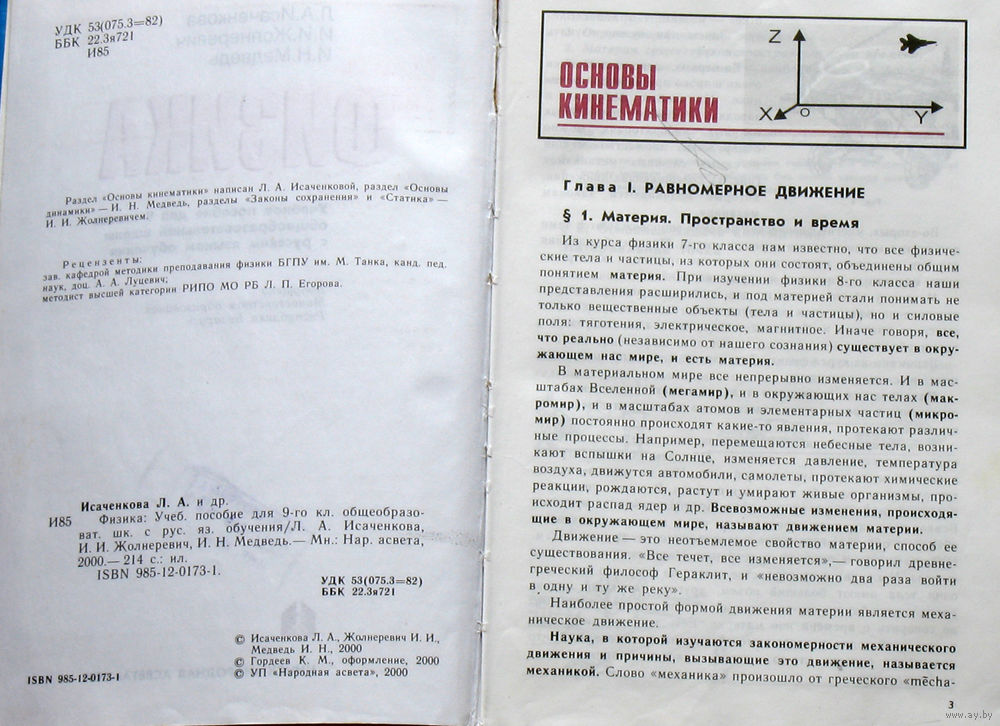 УДК 53(075.3=82)
ББК 22.3я721
И85
Раздел «Основы кинематики» написан Л. А. Исаченковой, раздел «Основы
динамики» — И. Н. Медведь, разделы «Законы сохранения» и «Статика» —
И. И. Жолневичем.
Рецензенты:
зав. кафедрой методики преподавания физики БГПУ им. М. Танка, канд. пед.
наук, доц. А. А. Луцевич;
методист высшей категории РИПО МО РБ Л. П. Егорова.
Исаченкова Л. А. и др.
И85 Физика: Учеб. пособие для 9-го кл. общеобразо-
ват. шк. с рус. яз. обучения/Л. А. Исаченкова,
И. И. Жолнеревич, И. Н. Медведь.— Мн.: Нар. асвета,
2000.— 214 с.: ил.
ISBN 985-12-0173-1.
УДК 53(075.3=82)
ББК 22.3я721
© Исаченкова Л. А., Жолнеревич И. И.,
Медведь И. Н., 2000
© Гордеев К. М., оформление, 2000
© УП «Народная асвета», 2000
ISBN 985-12-0173-1
ОСНОВЫ
КИНЕМАТИКИ
Z
X
O
Y
Глава I. РАВНОМЕРНОЕ ДВИЖЕНИЕ
§ 1. Материя. Пространство и время
Из курса физики 7-го класса нам известно, что все физиче-
ские тела и частицы, из которых они состоят, объединены общим
понятием материя. При изучении физики 8-го класса наши
представления расширились, и под материей стали понимать не
только вещественные объекты (тела и частицы), но и силовые
поля: тяготения, электрическое, магнитное. Иначе говоря, все,
что реально (независимо от нашего сознания) существует в окру-
жающем нас мире, и есть материя.
В материальном мире все непрерывно изменяется. И в мас-
штабах Вселенной (мегамир), и в окружающих нас телах (мак-
ромир), и в масштабах атомов и элементарных частиц (микро-
мир) постоянно происходят какие-то явления, протекают различ-
ные процессы. Например, перемещаются небесные тела, возни-
кают вспышки на Солнце, изменяется давление, температура
воздуха, движутся автомобили, самолеты, протекают химические
реакции, рождаются, растут и умирают живые организмы, про-
исходит распад ядер и др. Всевозможные изменения, происходя-
щие в окружающем мире, называют движением материи.
Движение — это неотъемлемое свойство материи, способ ее
существования. «Все течет, все изменяется»,— говорил древне-
греческий философ Гераклит, и «невозможно два раза войти
в одну и ту же реку».
Наиболее простой формой движения материи является меха-
ническое движение.
Наука, в которой изучаются закономерности механического
движения и причины, вызывающие это движение, называется
механикой. Слово «механика» произошло от греческого «mēcha-
3
www.ay.by